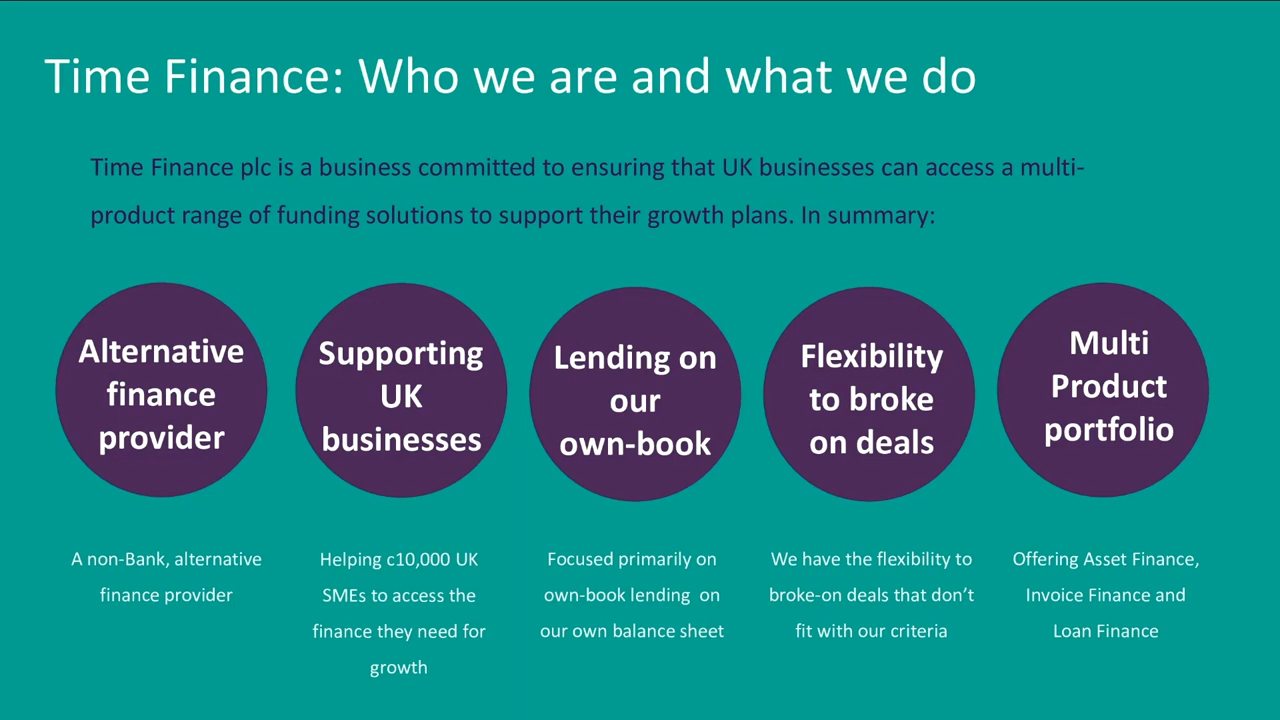 Time Finance: Who we are and what we do
Time Finance plc is a business committed to ensuring that UK businesses can access a multi-
product range of funding solutions to support their growth plans. In summary:
Alternative
finance
provider
Supporting
UK
businesses
Lending on
our
own-book
Flexibility
to broke
on deals
Multi
Product
portfolio
A non-Bank, alternative
finance provider
Helping c10,000 UK
SMEs to access the
finance they need for
growth
Focused primarily on
own-book lending  on
our own balance sheet
We have the flexibility to
broke-on deals that don’t
fit with our criteria
Offering Asset Finance,
Invoice Finance and
Loan Finance